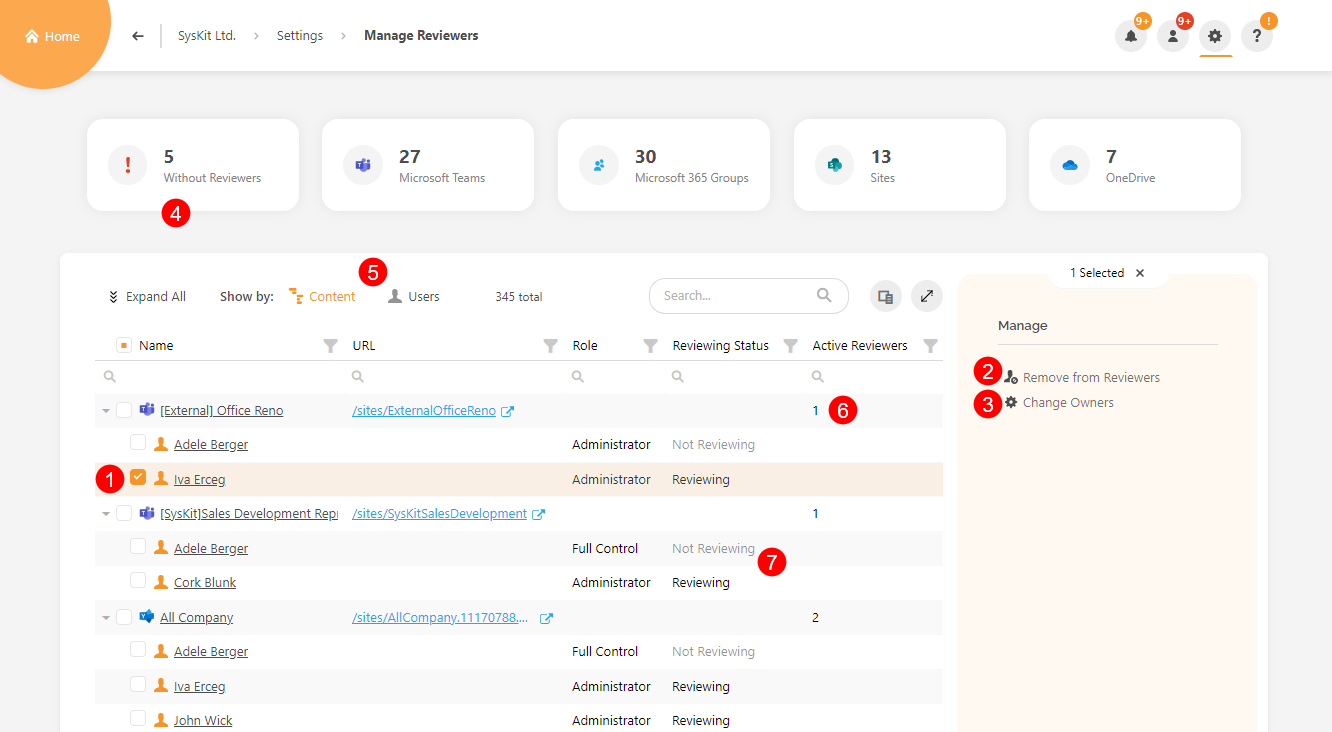 Home
SysKit Ltd. > Settings > Manage Reviewers
9+ 9+ ? !
! 5 Without Reviewers
27 Microsoft Teams
30 Microsoft 365 Groups
13 Sites
7 OneDrive
4
5
1 Selected ×
Expand All Show by: Content Users 345 total Search...
Manage
Name URL Role Reviewing Status Active Reviewers
2 Remove from Reviewers
3 Change Owners
[External] Office Reno /sites/ExternalOfficeReno 1 6
Adele Berger Administrator Not Reviewing
1 Iva Erceg Administrator Reviewing
[SysKit]Sales Development Repr /sites/SysKitSalesDevelopment 1
Adele Berger Full Control Not Reviewing
7
Cork Blunk Administrator Reviewing
All Company /sites/AllCompany.11170788.... 2
Adele Berger Full Control Not Reviewing
Iva Erceg Administrator Reviewing
John Wick Administrator Reviewing